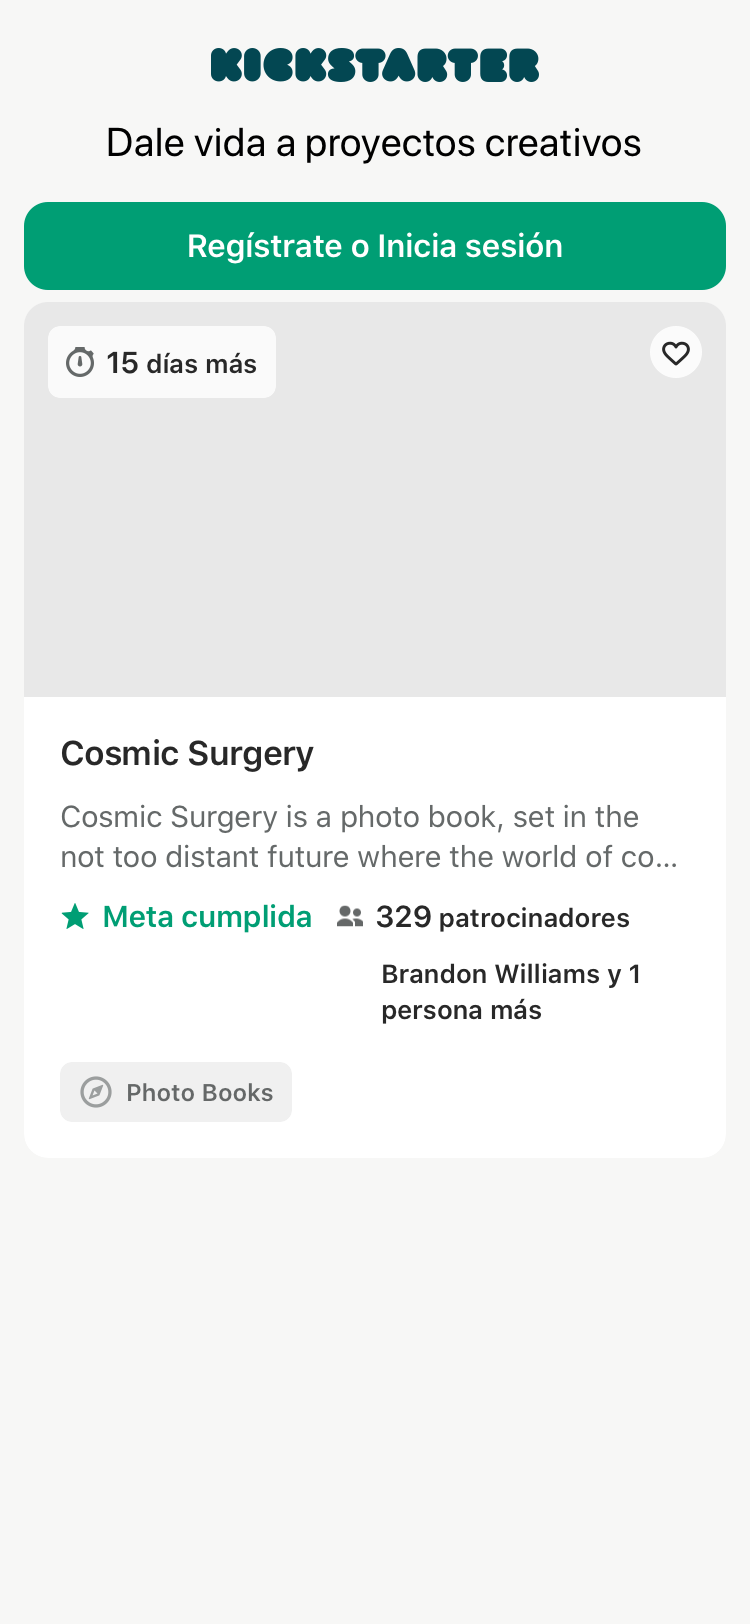 KICKSTARTER
Dale vida a proyectos creativos
Regístrate o Inicia sesión
15 días más
Cosmic Surgery
Cosmic Surgery is a photo book, set in the
not too distant future where the world of co...
Meta cumplida
329 patrocinadores
Brandon Williams y 1
persona más
Photo Books